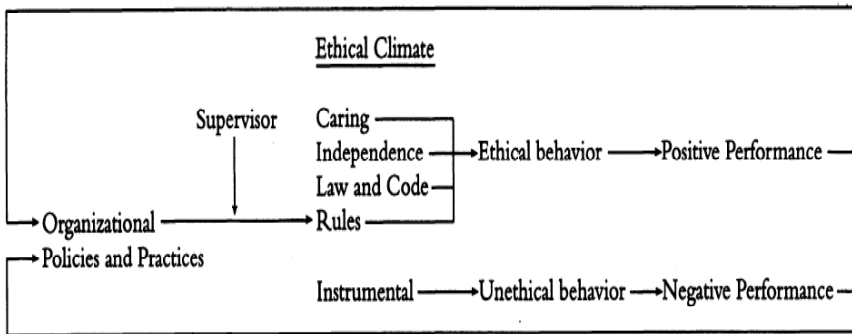 Ethical Climate
Supervisor
Caring
Independence
Ethical behavior
Positive Performance
Law and Code
Organizational
Rules
Policies and Practices
Instrumental
Unethical behavior
Negative Performance